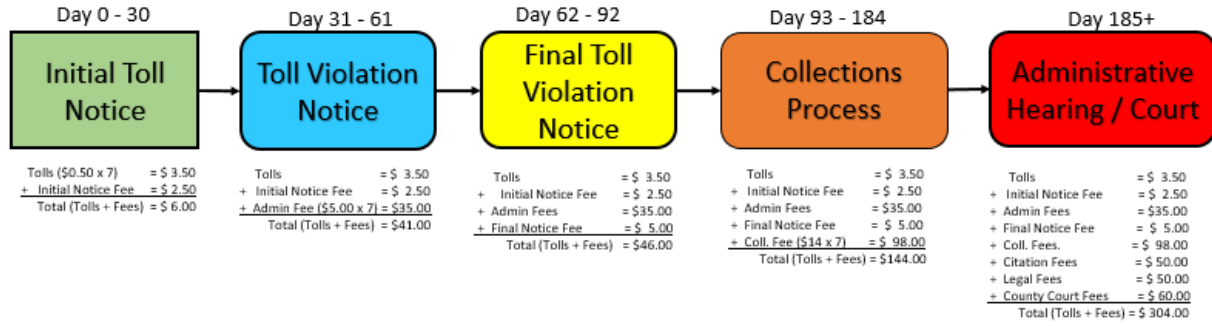 Day 0 - 30
Initial Toll
Notice
Tolls ($0.50 x 7) = $ 3.50
+ Initial Notice Fee = $ 2.50
Total (Tolls + Fees) = $ 6.00
Day 31 - 61
Toll Violation
Notice
Tolls = $ 3.50
+ Initial Notice Fee = $ 2.50
+ Admin Fee ($5.00 x 7) = $35.00
Total (Tolls + Fees) = $41.00
Day 62 - 92
Final Toll
Violation
Notice
Tolls = $ 3.50
+ Initial Notice Fee = $ 2.50
+ Admin Fees = $35.00
+ Final Notice Fee = $ 5.00
Total (Tolls + Fees) = $46.00
Day 93 - 184
Collections
Process
Tolls = $ 3.50
+ Initial Notice Fee = $ 2.50
+ Admin Fees = $35.00
+ Final Notice Fee = $ 5.00
+ Coll. Fee ($14 x 7) = $ 98.00
Total (Tolls + Fees) = $144.00
Day 185+
Administrative
Hearing / Court
Tolls = $ 3.50
+ Initial Notice Fee = $ 2.50
+ Admin Fees = $35.00
+ Final Notice Fee = $ 5.00
+ Coll. Fees. = $ 98.00
+ Citation Fees = $ 50.00
+ Legal Fees = $ 50.00
+ County Court Fees = $ 60.00
Total (Tolls + Fees) = $ 304.00